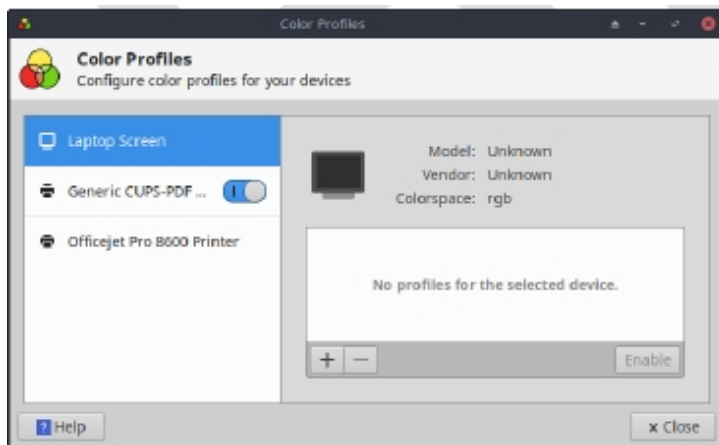 Color Profiles
Color Profiles
Configure color profiles for your devices
Laptop Screen
Generic CUPS-PDF ...
Officejet Pro 8600 Printer
Model: Unknown
Vendor: Unknown
Colorspace: rgb
No profiles for the selected device.
+ −
Enable
? Help
x Close